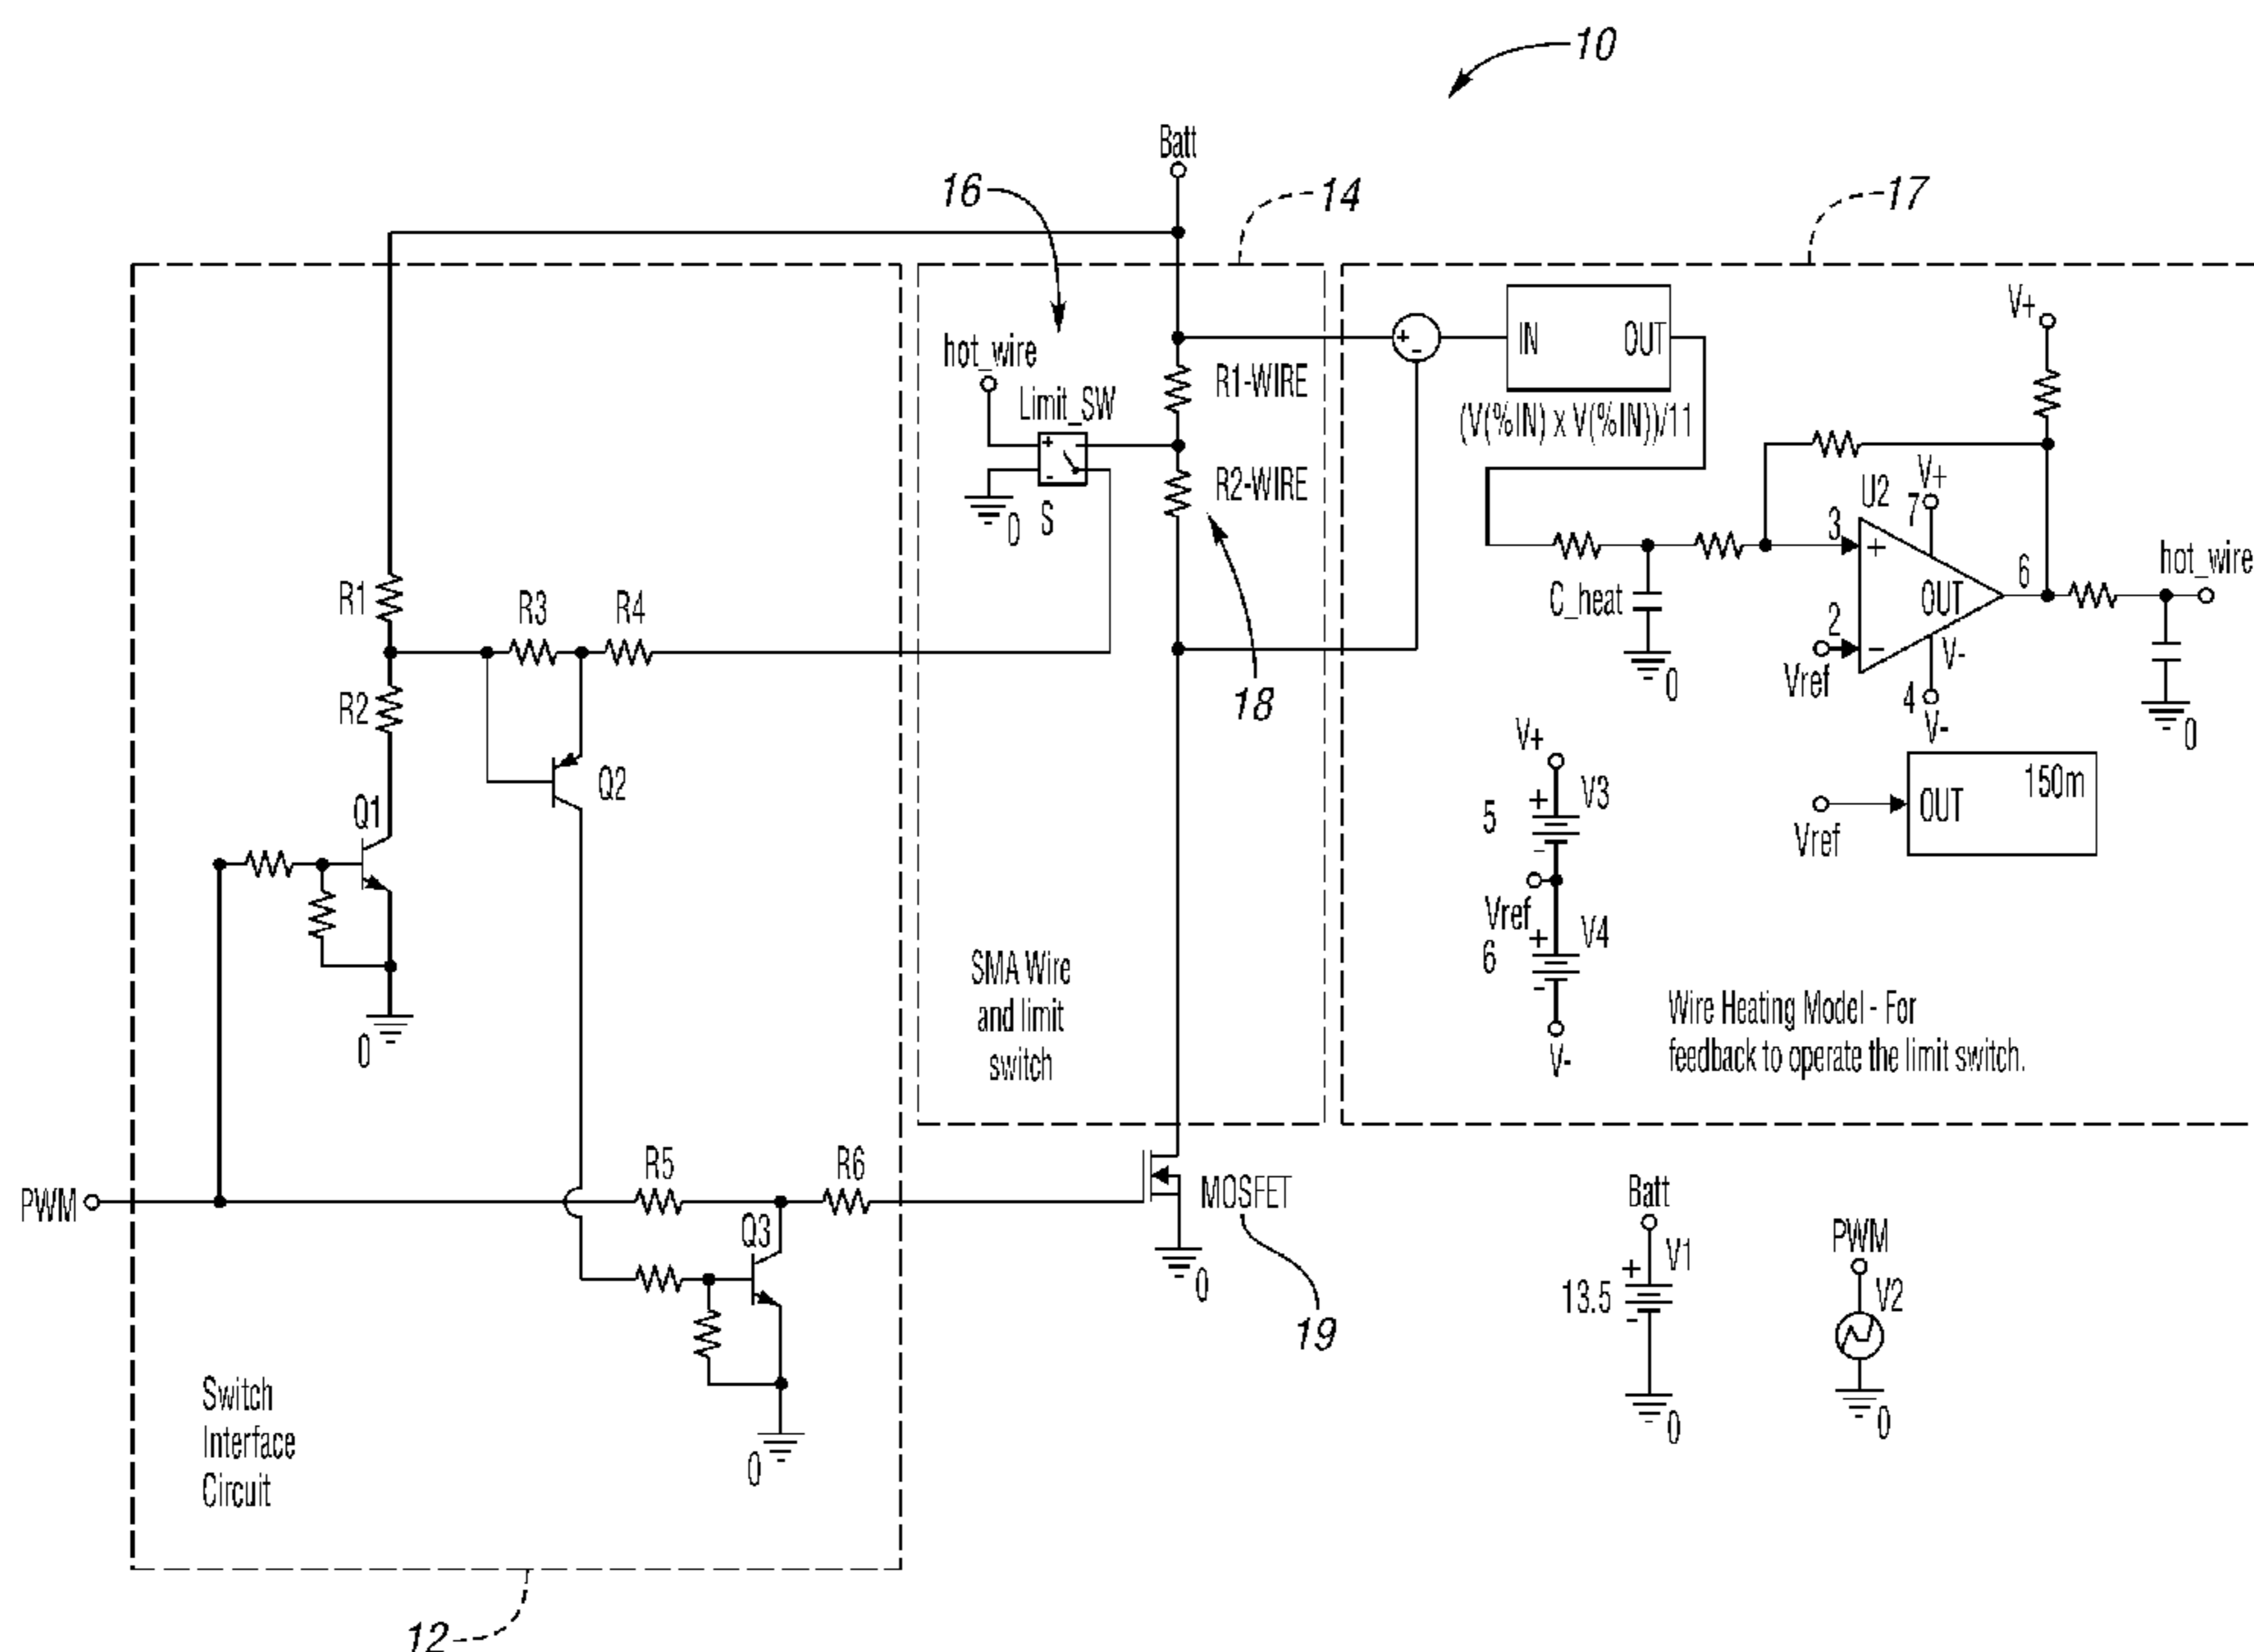 10
Batt
16
14
17
hot_wire
Limit_SW
+
-
0
S
R1-WIRE
R2-WIRE
18
+
-
IN
OUT
(V(%IN) x V(%IN))/11
V+
U2
V+
7
3
+
2
-
OUT
6
V-
4
V-
Vref
hot_wire
0
C_heat
0
R1
R3
R4
R2
Q2
Q1
0
V+
5
+
V3
-
Vref
6
+
V4
-
V-
Vref
OUT
150m
SMA Wire
and limit
switch
Wire Heating Model - For
feedback to operate the limit switch.
PWM
R5
R6
Q3
0
MOSFET
0
19
Batt
+
V1
13.5
-
0
PWM
V2
0
Switch
Interface
Circuit
12